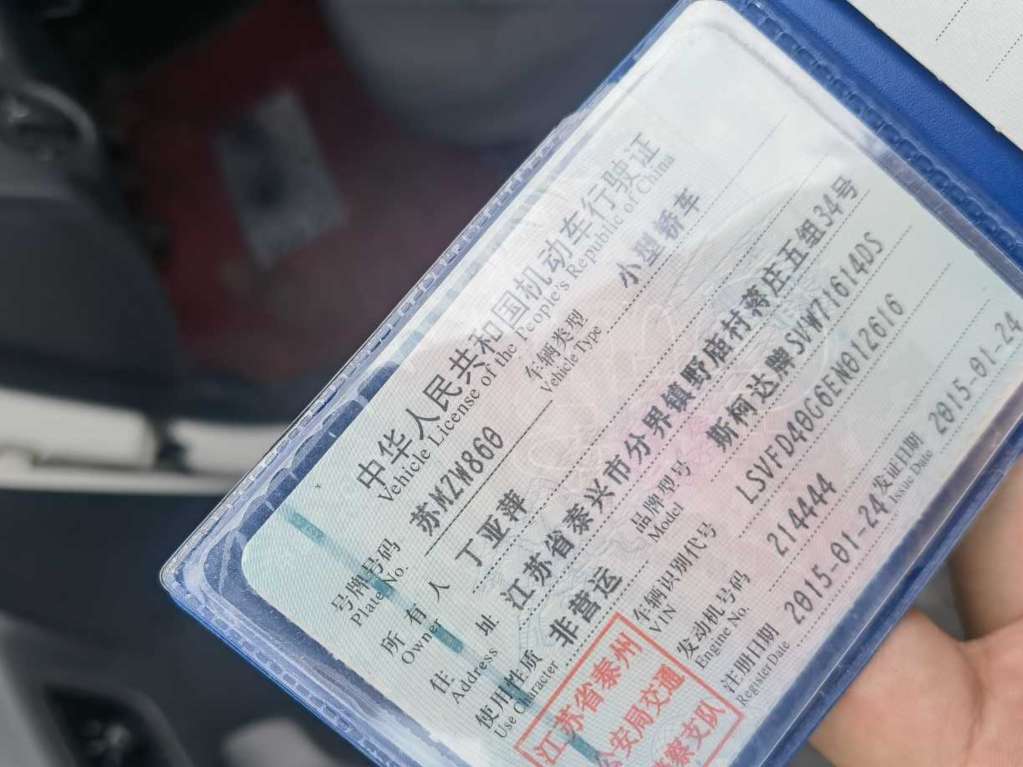 中华人民共和国机动车行驶证
Vehicle License of the People's Republic of China
号牌号码 苏MZW860 车辆类型 小型轿车
Plate No. Vehicle Type
所有人 丁亚萍
Owner
住址 江苏省泰兴市分界镇野庙村蒋庄五组34号
Address
使用性质 非营运 品牌型号 斯柯达牌SVW71614DS
Use Character Model
车辆识别代号 LSVFD40G6EN012616
VIN
发动机号码 214444
Engine No.
注册日期 2015-01-24 发证日期 2015-01-24
Register Date Issue Date
江苏省泰州
公安局交通
警察支队